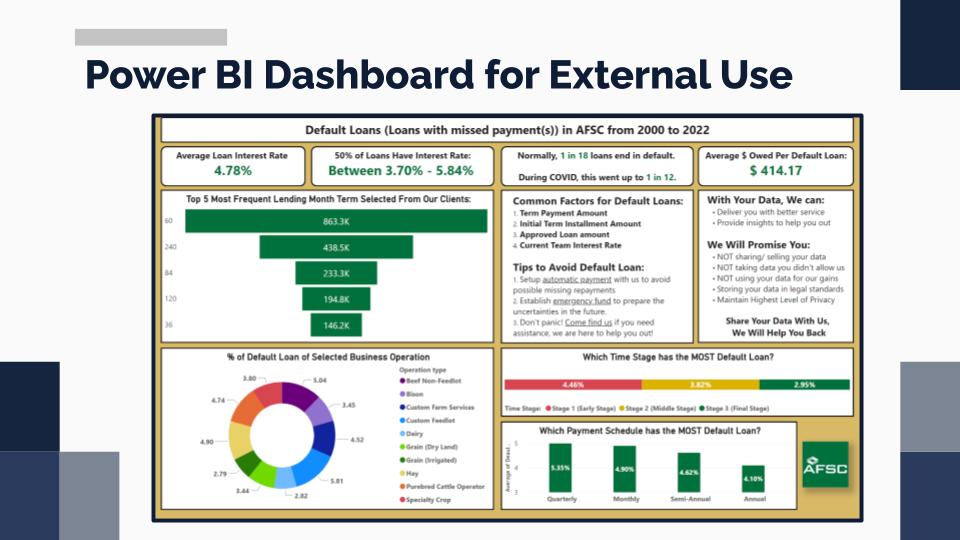 Power BI Dashboard for External Use
Default Loans (Loans with missed payment(s)) in AFSC from 2000 to 2022
Average Loan Interest Rate
4.78%
50% of Loans Have Interest Rate:
Between 3.70% - 5.84%
Normally, 1 in 18 loans end in default.
During COVID, this went up to 1 in 12.
Average $ Owed Per Default Loan:
$ 414.17
Top 5 Most Frequent Lending Month Term Selected From Our Clients:
60
863.3K
240
438.5K
84
233.3K
120
194.8K
36
146.2K
Common Factors for Default Loans:
1. Term Payment Amount
2. Initial Term Installment Amount
3. Approved Loan amount
4. Current Team Interest Rate
Tips to Avoid Default Loan:
1. Setup automatic payment with us to avoid
possible missing repayments
2. Establish emergency fund to prepare the
uncertainties in the future.
3. Don't panic! Come find us if you need
assistance, we are here to help you out!
With Your Data, We can:
• Deliver you with better service
• Provide insights to help you out
We Will Promise You:
• NOT sharing/ selling your data
• NOT taking data you didn't allow us
• NOT using your data for our gains
• Storing your data in legal standards
• Maintain Highest Level of Privacy
Share Your Data With Us,
We Will Help You Back
% of Default Loan of Selected Business Operation
3.80
5.04
4.74
3.45
4.90
4.52
2.79
5.81
3.44
2.82
Operation type
Beef Non-Feedlot
Bison
Custom Farm Services
Custom Feedlot
Dairy
Grain (Dry Land)
Grain (Irrigated)
Hay
Purebred Cattle Operator
Specialty Crop
Which Time Stage has the MOST Default Loan?
4.46%
3.82%
2.95%
Time Stage: Stage 1 (Early Stage) Stage 2 (Middle Stage) Stage 3 (Final Stage)
Which Payment Schedule has the MOST Default Loan?
Average of Defaul...
5
4
3
5.35%
4.90%
4.62%
4.10%
Quarterly
Monthly
Semi-Annual
Annual
AFSC